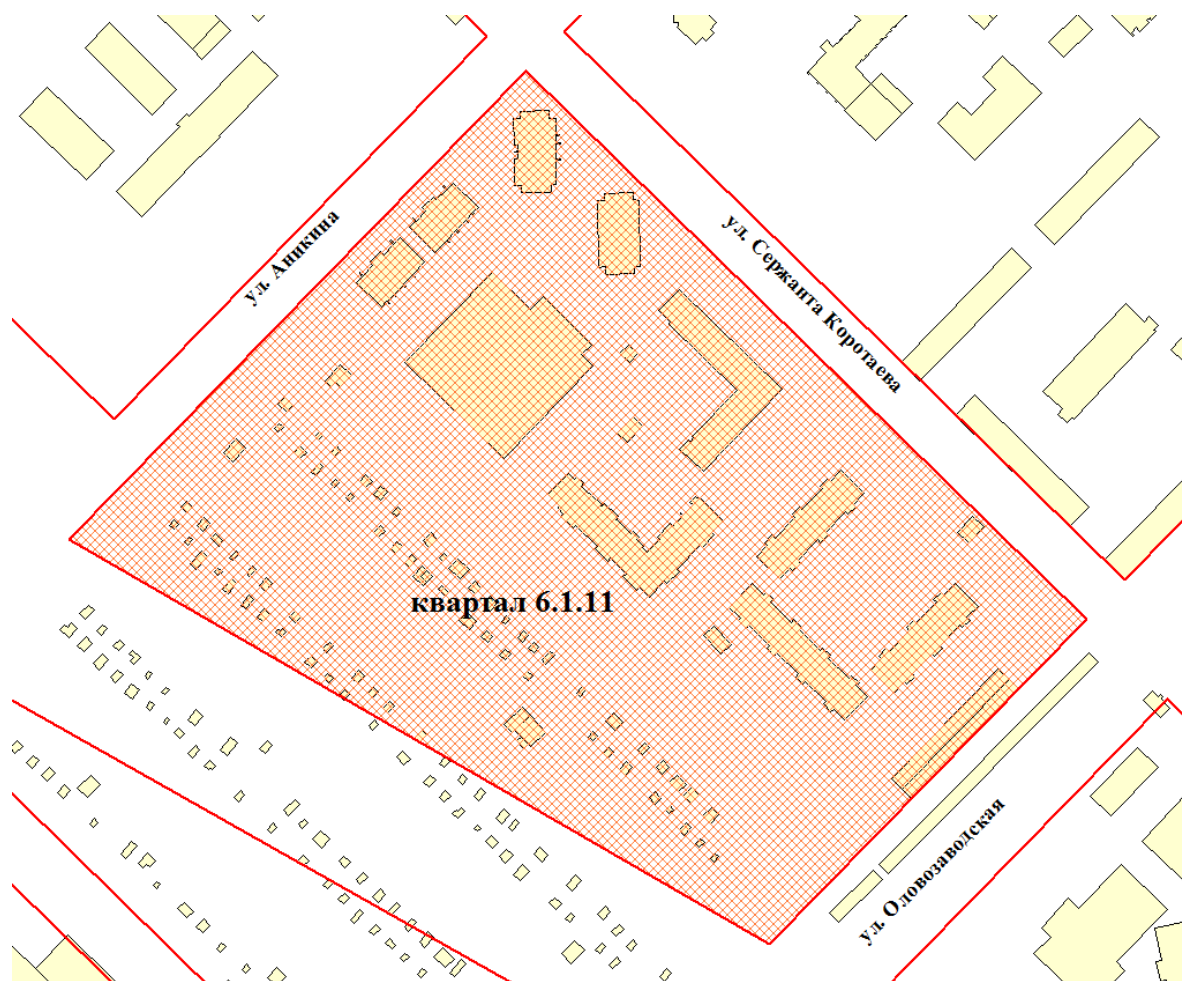 ул. Аникина
ул. Сержанта Коротаева
квартал 6.1.11
ул. Оловозаводская